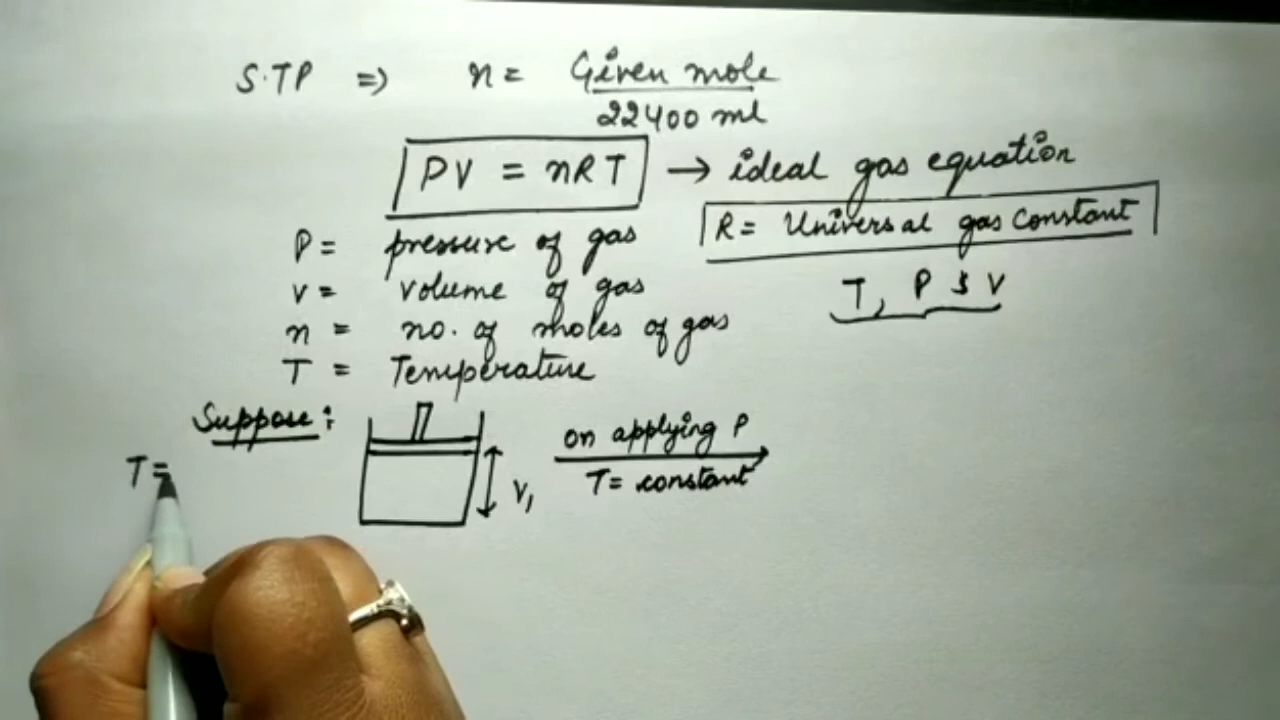 S.TP ⇒ n = Given mole / 22400 ml
PV = nRT → ideal gas equation
R = Universal gas constant
P = pressure of gas
T, P & V
V = volume of gas
n = no. of moles of gas
T = Temperature
Suppose:
on applying P
T =
V₁
T = constant